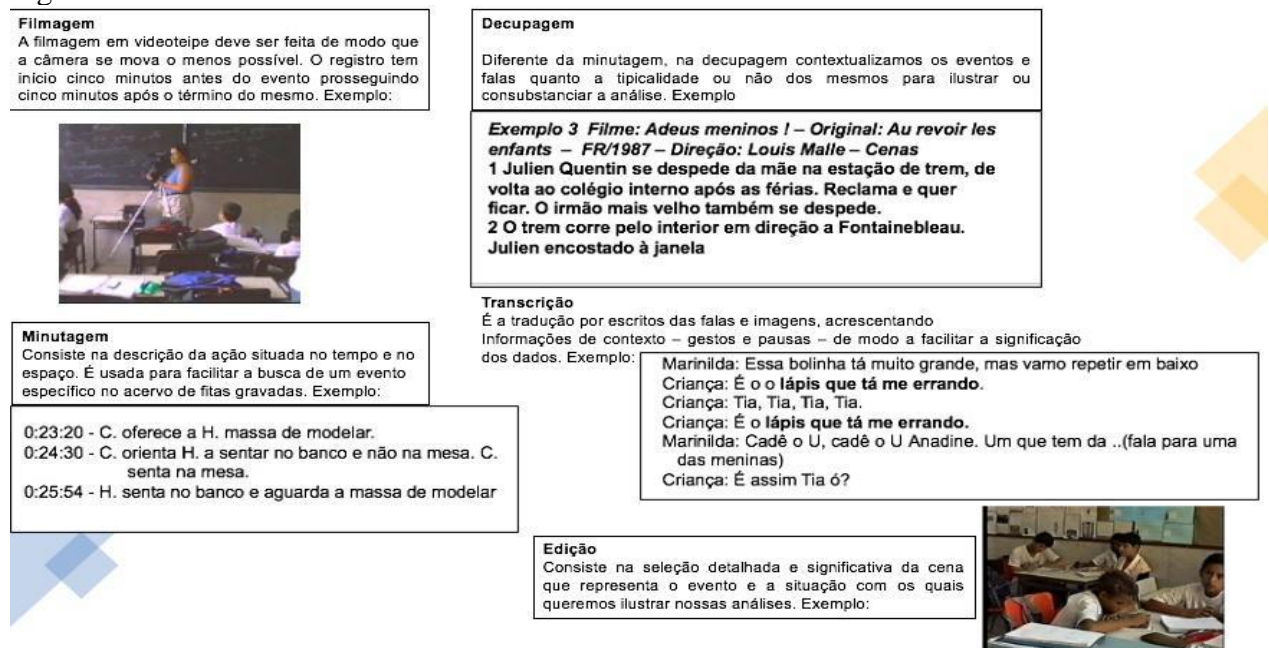 Filmagem
A filmagem em videoteipe deve ser feita de modo que
a câmera se mova o menos possível. O registro tem
início cinco minutos antes do evento prosseguindo
cinco minutos após o término do mesmo. Exemplo:
Minutagem
Consiste na descrição da ação situada no tempo e no
espaço. É usada para facilitar a busca de um evento
específico no acervo de fitas gravadas. Exemplo:
0:23:20 - C. oferece a H. massa de modelar.
0:24:30 - C. orienta H. a sentar no banco e não na mesa. C.
senta na mesa.
0:25:54 - H. senta no banco e aguarda a massa de modelar
Decupagem
Diferente da minutagem, na decupagem contextualizamos os eventos e
falas quanto a tipicalidade ou não dos mesmos para ilustrar ou
consubstanciar a análise. Exemplo
Exemplo 3 Filme: Adeus meninos ! – Original: Au revoir les
enfants – FR/1987 – Direção: Louis Malle – Cenas
1 Julien Quentin se despede da mãe na estação de trem, de
volta ao colégio interno após as férias. Reclama e quer
ficar. O irmão mais velho também se despede.
2 O trem corre pelo interior em direção a Fontainebleau.
Julien encostado à janela
Transcrição
É a tradução por escritos das falas e imagens, acrescentando
Informações de contexto – gestos e pausas – de modo a facilitar a significação
dos dados. Exemplo:
Marinilda: Essa bolinha tá muito grande, mas vamo repetir em baixo
Criança: É o o lápis que tá me errando.
Criança: Tia, Tia, Tia, Tia.
Criança: É o lápis que tá me errando.
Marinilda: Cadê o U, cadê o U Anadine. Um que tem da ..(fala para uma
das meninas)
Criança: É assim Tia ó?
Edição
Consiste na seleção detalhada e significativa da cena
que representa o evento e a situação com os quais
queremos ilustrar nossas análises. Exemplo: